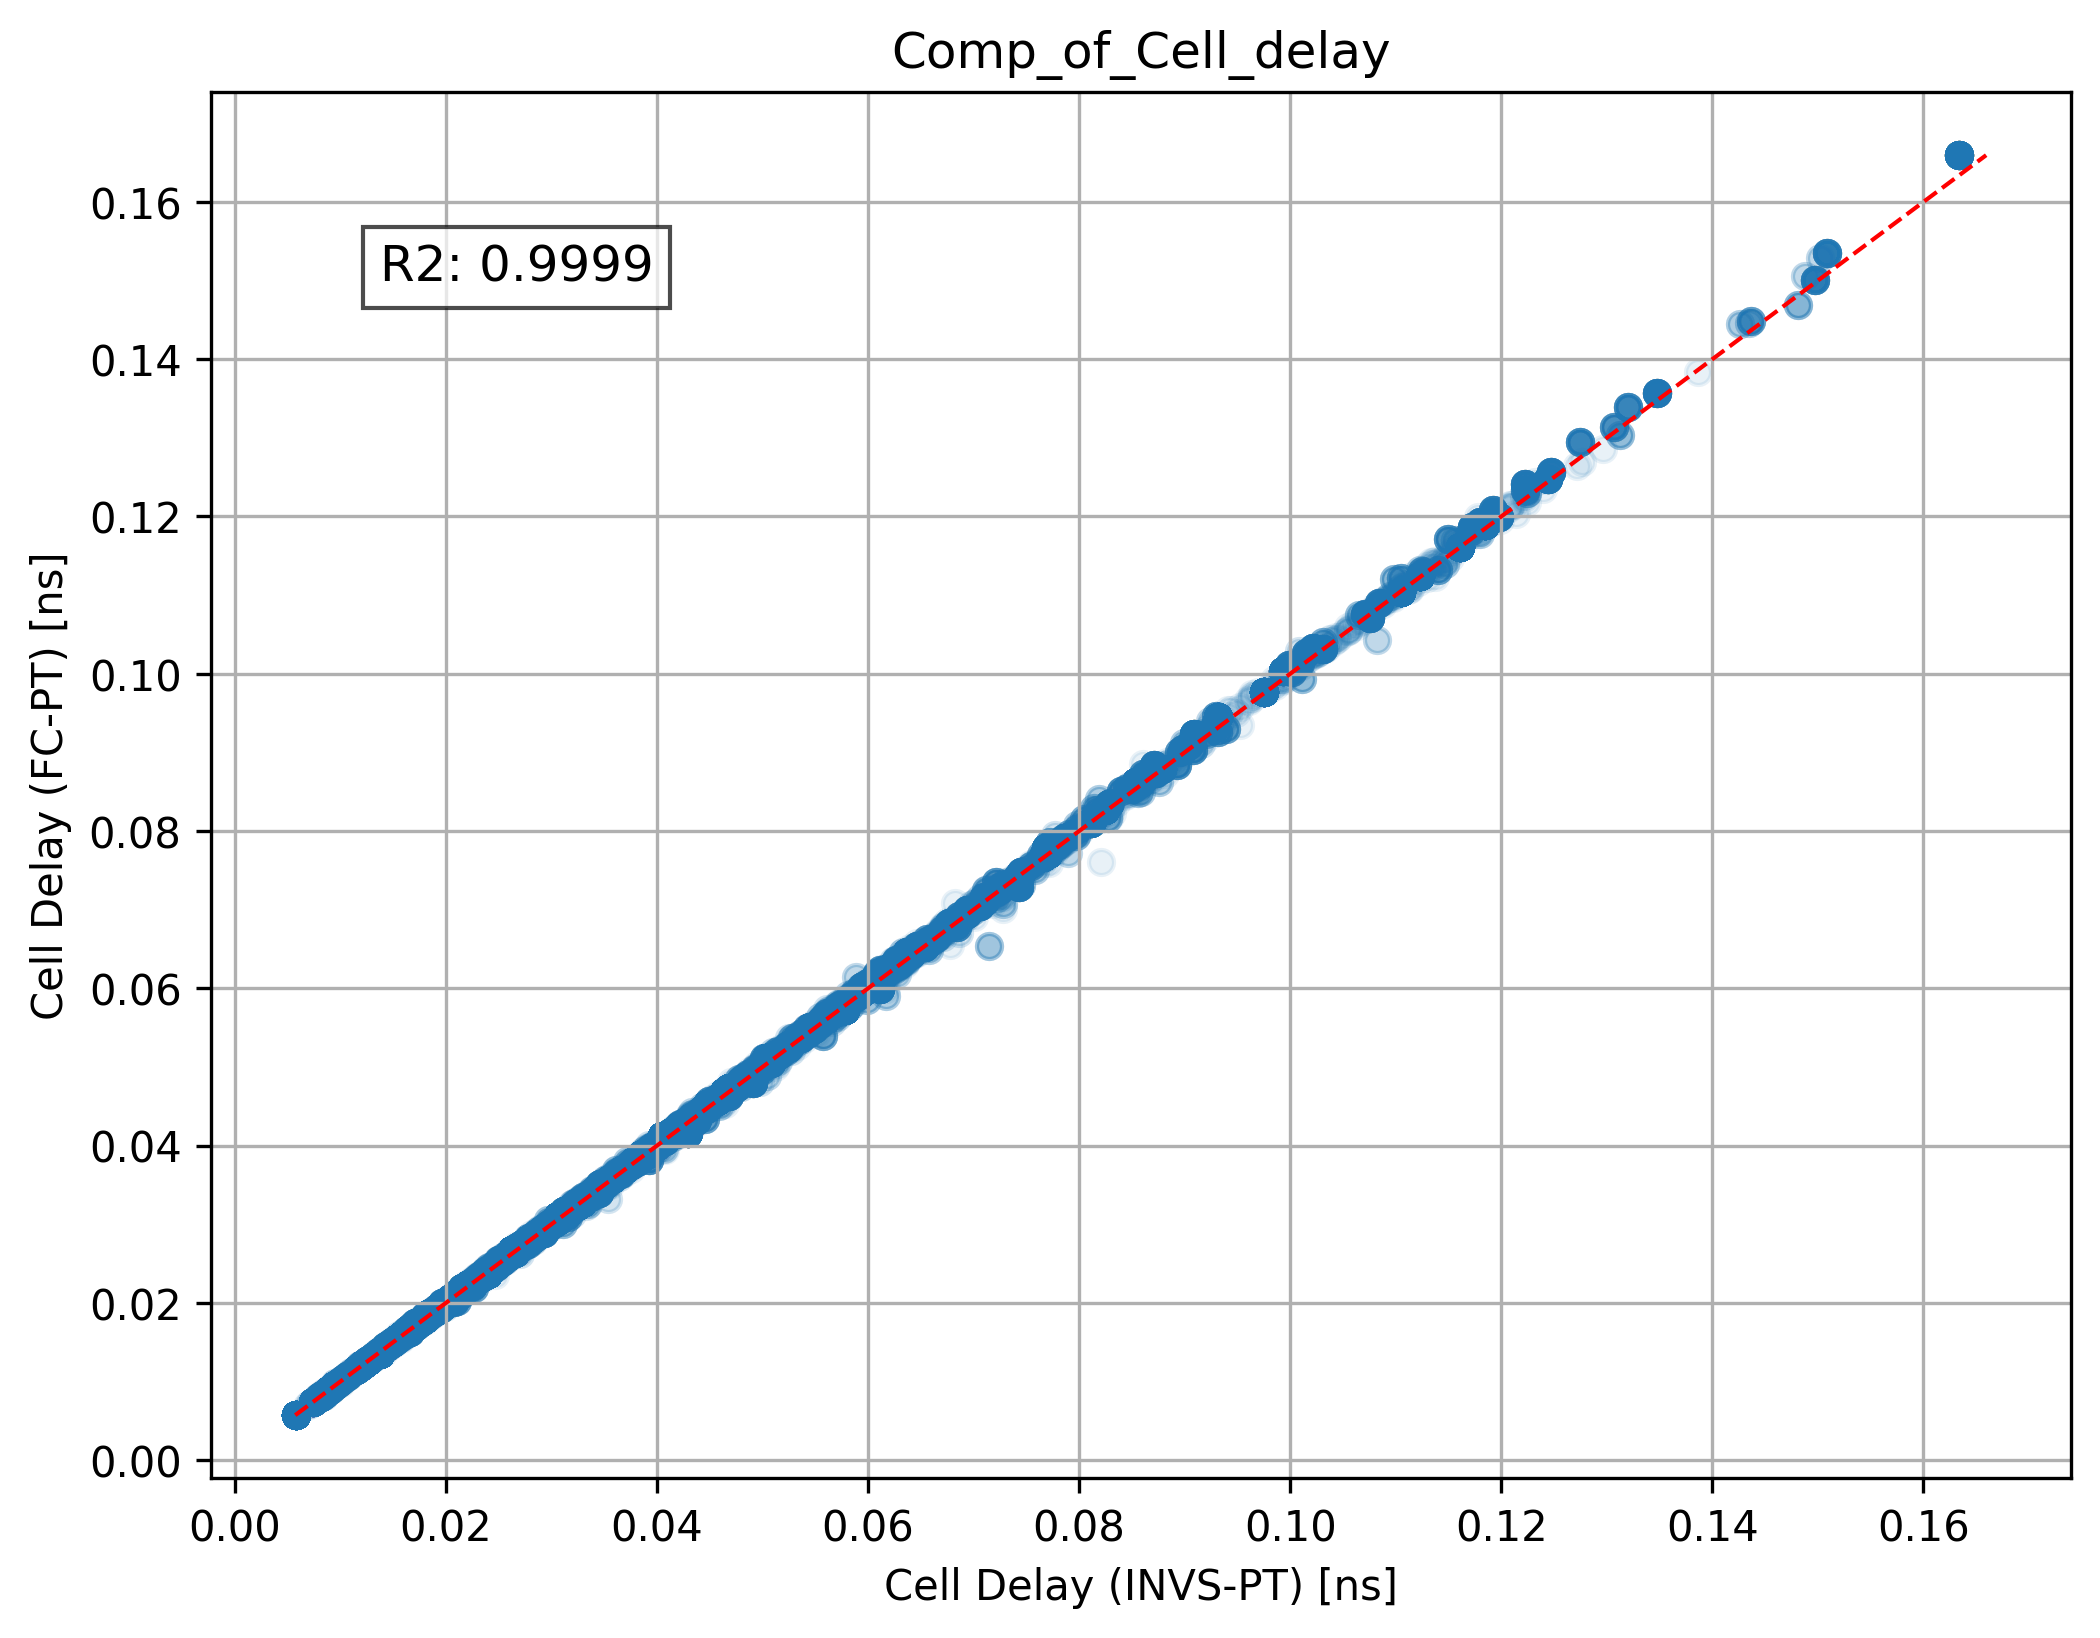 Comp_of_Cell_delay
R2: 0.9999
0.16
0.14
0.12
0.10
0.08
0.06
0.04
0.02
0.00
Cell Delay (FC-PT) [ns]
0.00 0.02 0.04 0.06 0.08 0.10 0.12 0.14 0.16
Cell Delay (INVS-PT) [ns]